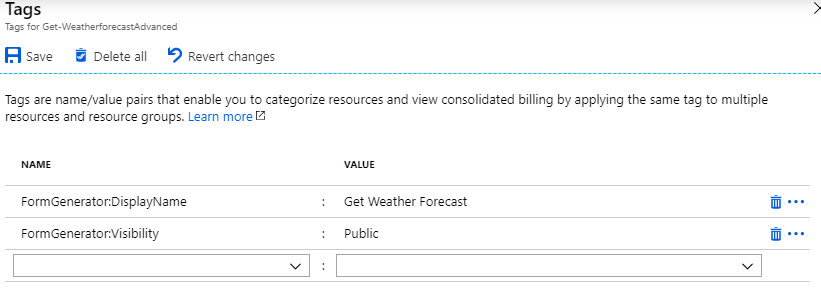 Tags
Tags for Get-WeatherforecastAdvanced
Save Delete all Revert changes
Tags are name/value pairs that enable you to categorize resources and view consolidated billing by applying the same tag to multiple
resources and resource groups. Learn more
NAME VALUE
FormGenerator:DisplayName : Get Weather Forecast
FormGenerator:Visibility : Public
: